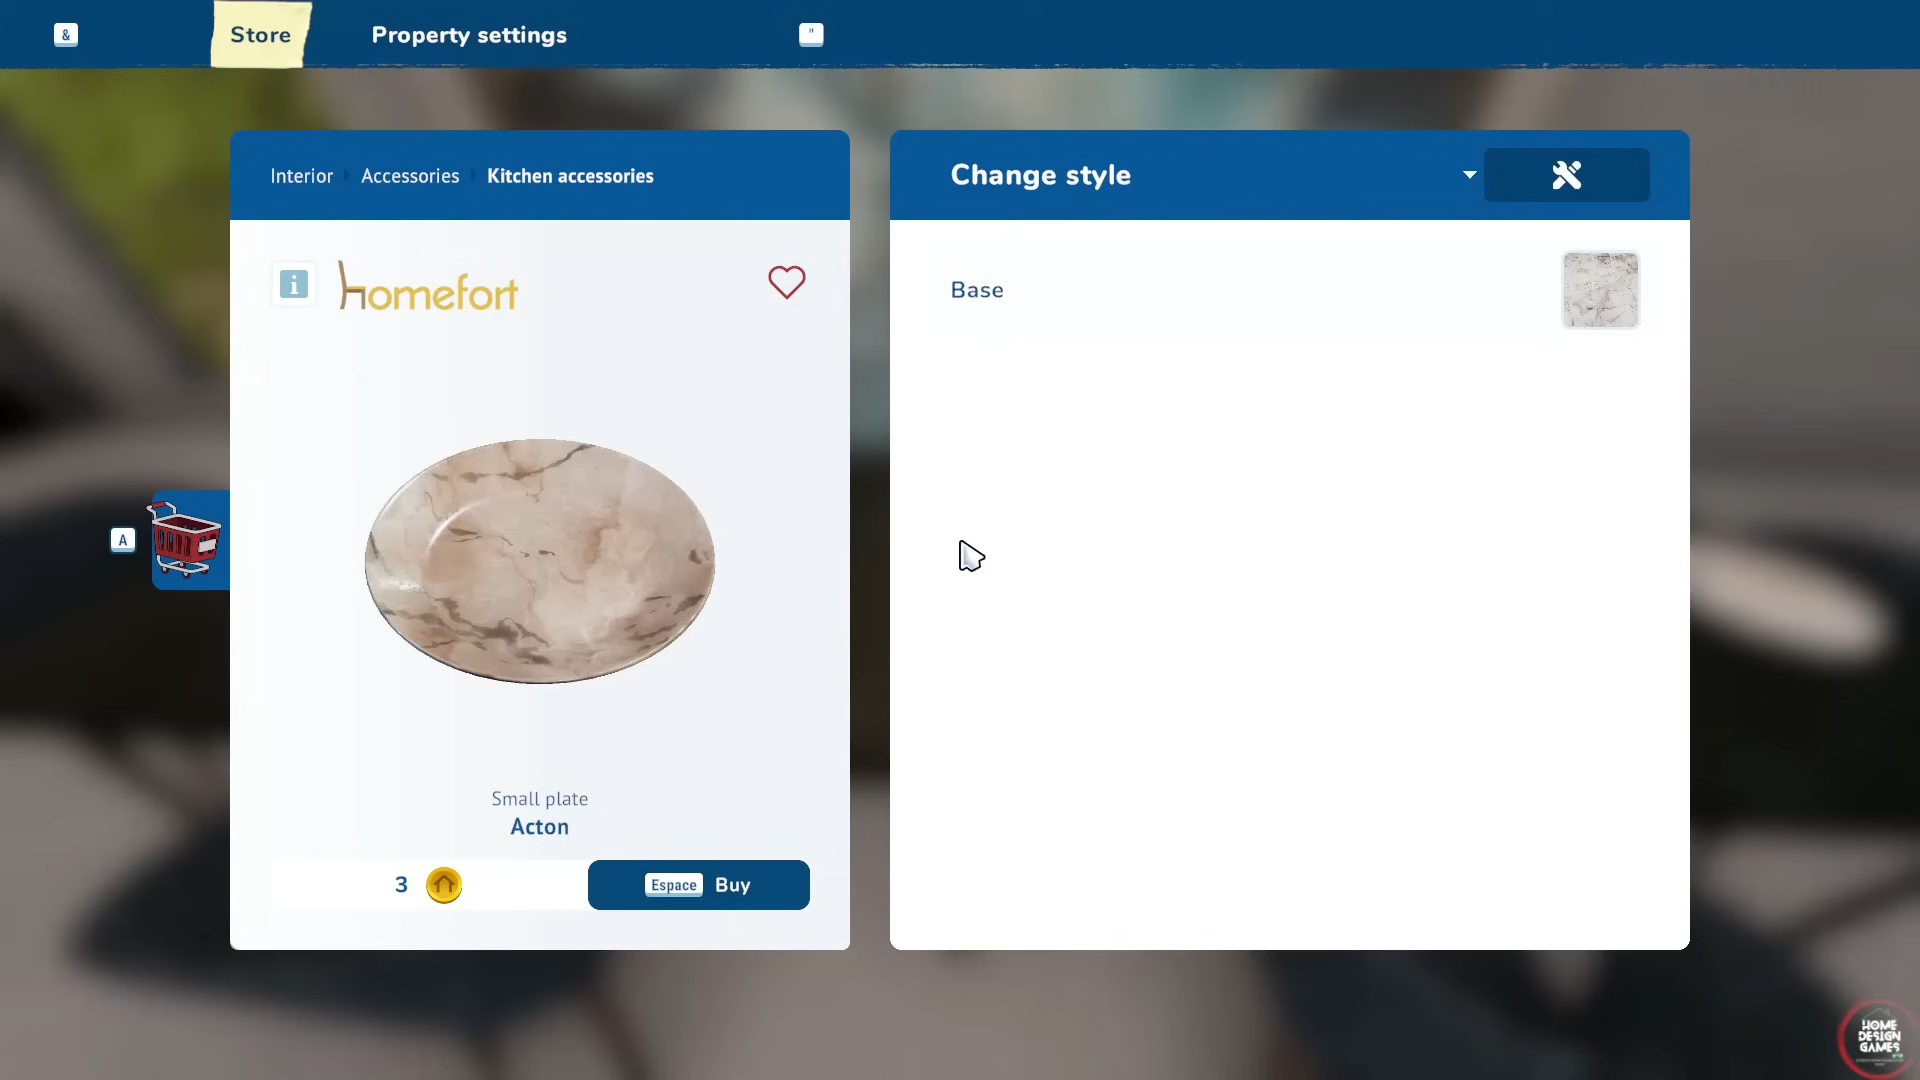 &
Store
Property settings
"
Interior Accessories Kitchen accessories
Change style
i
homefort
Base
A
Small plate
Acton
3
Espace Buy
HOME
DESIGN
GAMES